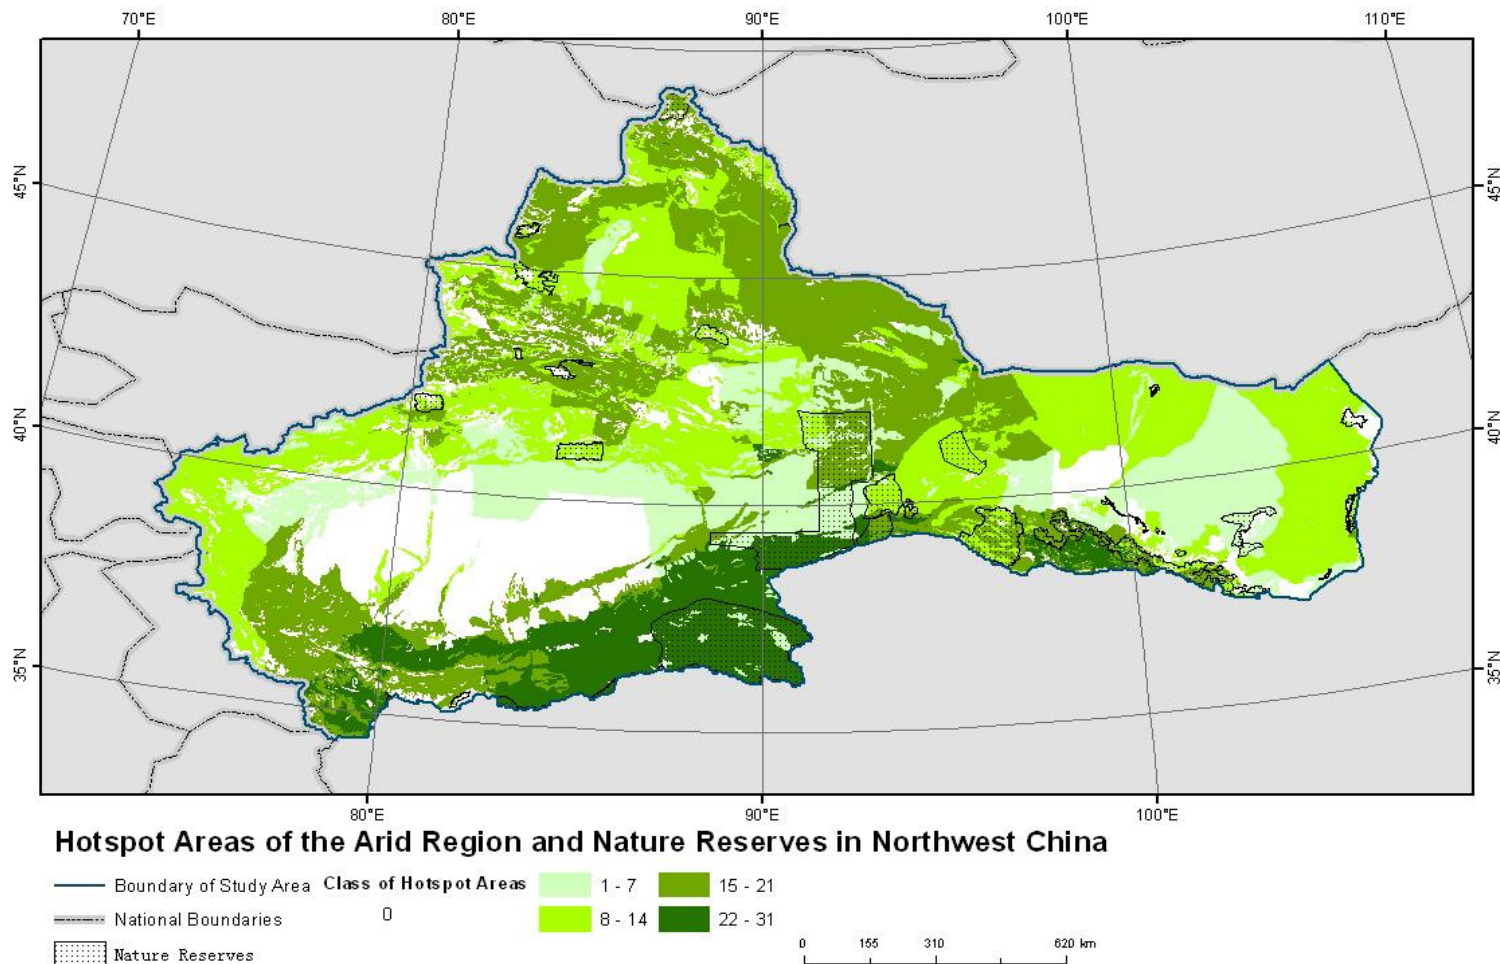 70°E 80°E 90°E 100°E 110°E
45°N 45°N
40°N 40°N
35°N 35°N
80°E 90°E 100°E
Hotspot Areas of the Arid Region and Nature Reserves in Northwest China
Boundary of Study Area Class of Hotspot Areas 1 - 7 15 - 21
National Boundaries 0 8 - 14 22 - 31
Nature Reserves 0 155 310 620 km